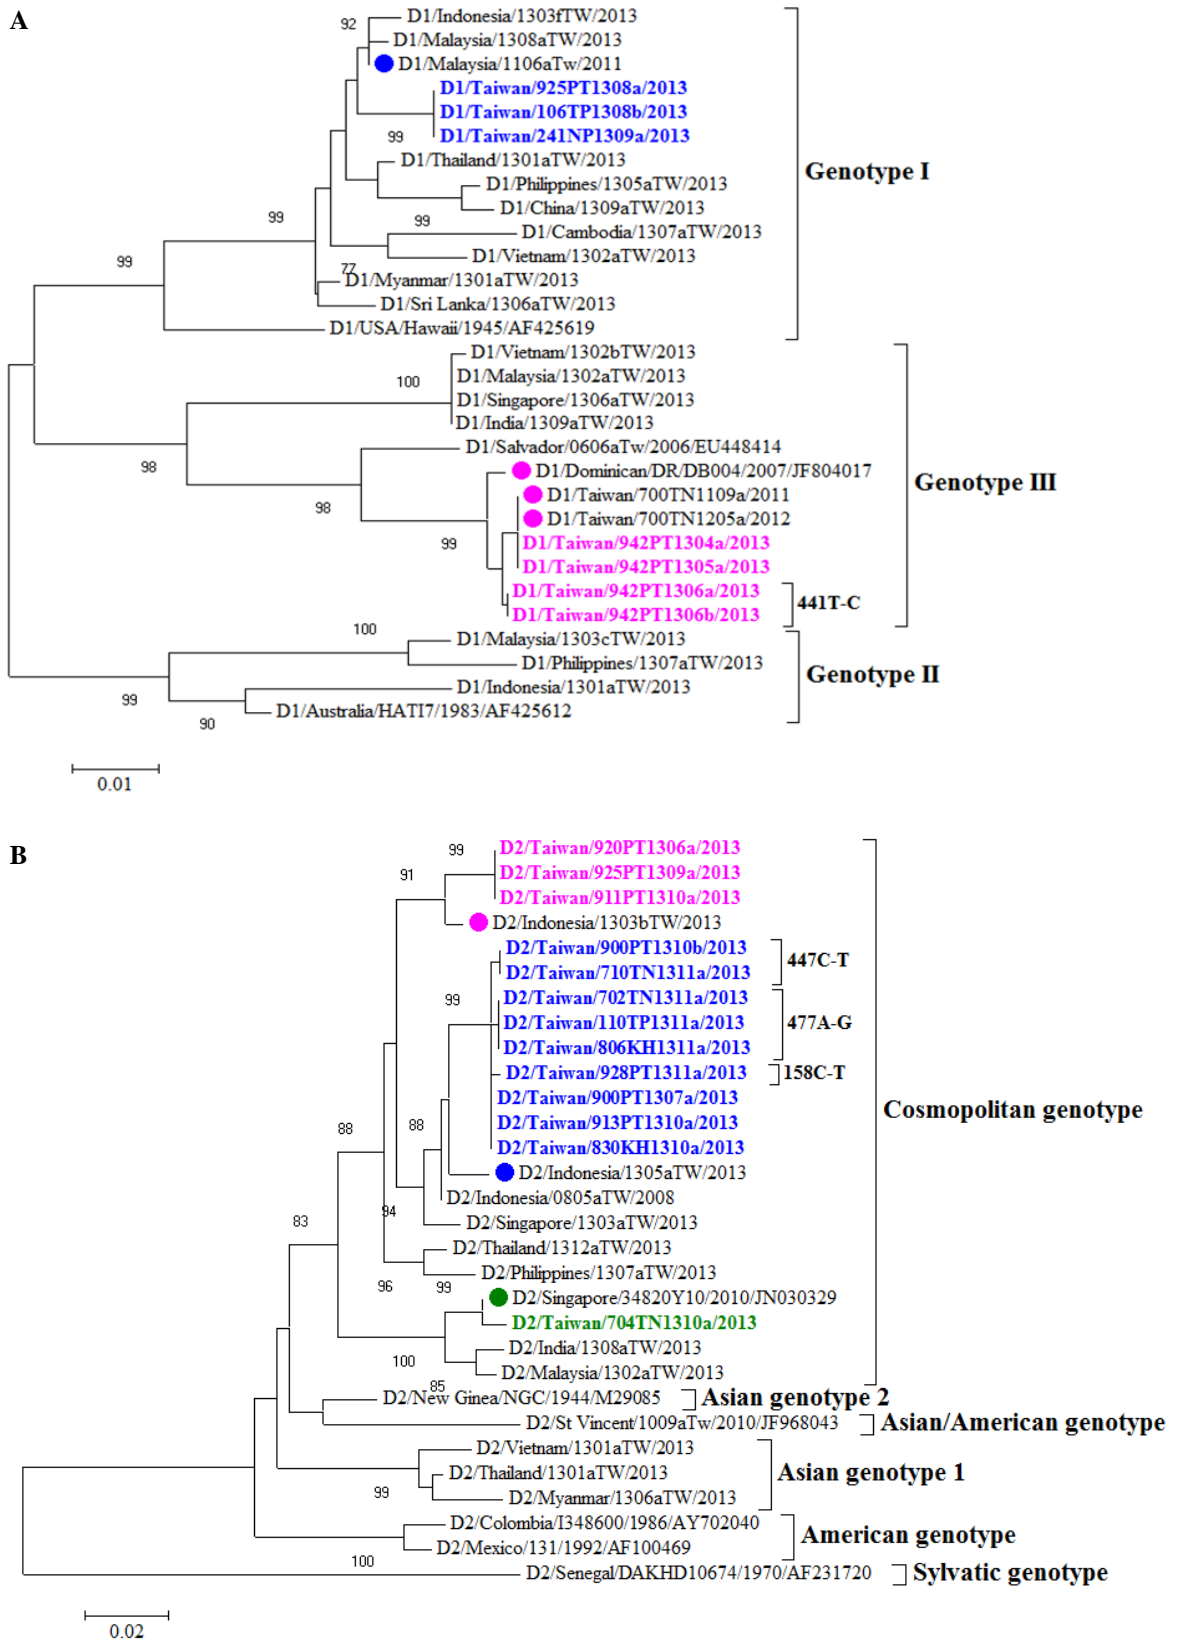 A
92
D1/Indonesia/1303fTW/2013
D1/Malaysia/1308aTW/2013
D1/Malaysia/1106aTw/2011
D1/Taiwan/925PT1308a/2013
D1/Taiwan/106TP1308b/2013
99
D1/Taiwan/241NP1309a/2013
D1/Thailand/1301aTW/2013
Genotype I
D1/Philippines/1305aTW/2013
D1/China/1309aTW/2013
99
99
D1/Cambodia/1307aTW/2013
D1/Vietnam/1302aTW/2013
99
77
D1/Myanmar/1301aTW/2013
D1/Sri Lanka/1306aTW/2013
D1/USA/Hawaii/1945/AF425619
D1/Vietnam/1302bTW/2013
100
D1/Malaysia/1302aTW/2013
D1/Singapore/1306aTW/2013
D1/India/1309aTW/2013
D1/Salvador/0606aTw/2006/EU448414
98
D1/Dominican/DR/DB004/2007/JF804017
Genotype III
D1/Taiwan/700TN1109a/2011
98
D1/Taiwan/700TN1205a/2012
99
D1/Taiwan/942PT1304a/2013
D1/Taiwan/942PT1305a/2013
D1/Taiwan/942PT1306a/2013
441T-C
D1/Taiwan/942PT1306b/2013
100
D1/Malaysia/1303cTW/2013
D1/Philippines/1307aTW/2013
Genotype II
D1/Indonesia/1301aTW/2013
99
D1/Australia/HATI7/1983/AF425612
90
0.01
B
99
D2/Taiwan/920PT1306a/2013
91
D2/Taiwan/925PT1309a/2013
D2/Taiwan/911PT1310a/2013
D2/Indonesia/1303bTW/2013
D2/Taiwan/900PT1310b/2013
447C-T
D2/Taiwan/710TN1311a/2013
99
D2/Taiwan/702TN1311a/2013
D2/Taiwan/110TP1311a/2013
477A-G
D2/Taiwan/806KH1311a/2013
D2/Taiwan/928PT1311a/2013
158C-T
D2/Taiwan/900PT1307a/2013
Cosmopolitan genotype
88
88
D2/Taiwan/913PT1310a/2013
D2/Taiwan/830KH1310a/2013
D2/Indonesia/1305aTW/2013
D2/Indonesia/0805aTW/2008
94
83
D2/Singapore/1303aTW/2013
D2/Thailand/1312aTW/2013
D2/Philippines/1307aTW/2013
96
99
D2/Singapore/34820Y10/2010/JN030329
D2/Taiwan/704TN1310a/2013
D2/India/1308aTW/2013
100
D2/Malaysia/1302aTW/2013
85
D2/New Ginea/NGC/1944/M29085
Asian genotype 2
D2/St Vincent/1009aTw/2010/JF968043
Asian/American genotype
D2/Vietnam/1301aTW/2013
D2/Thailand/1301aTW/2013
Asian genotype 1
99
D2/Myanmar/1306aTW/2013
D2/Colombia/I348600/1986/AY702040
American genotype
D2/Mexico/131/1992/AF100469
100
D2/Senegal/DAKHD10674/1970/AF231720
Sylvatic genotype
0.02